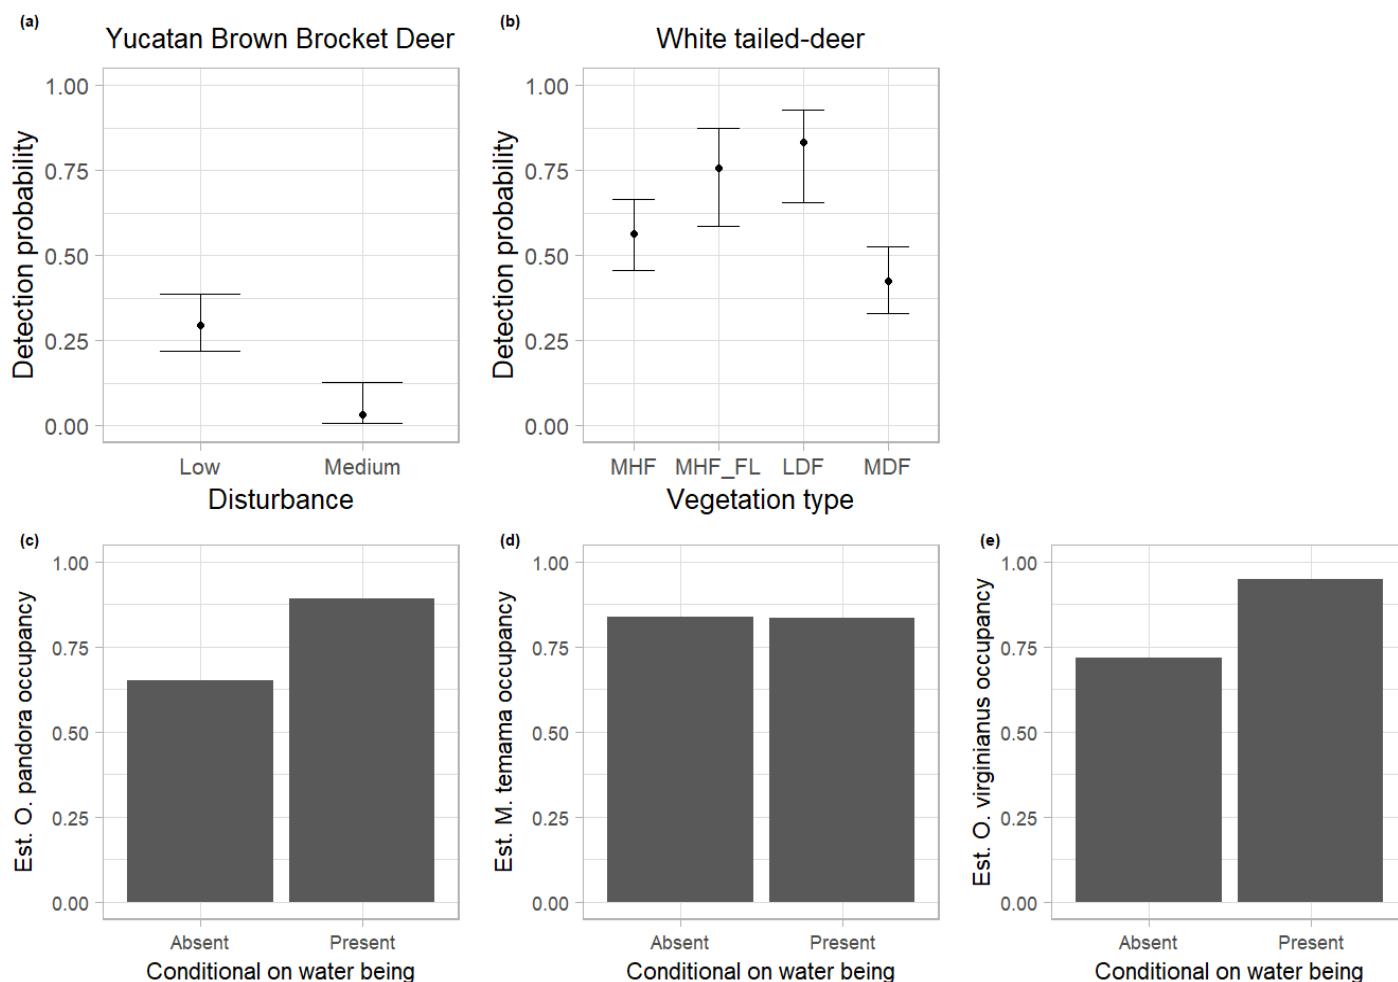 (a)
Yucatan Brown Brocket Deer
Detection probability
1.00
0.75
0.50
0.25
0.00
Low
Medium
Disturbance
(b)
White tailed-deer
Detection probability
1.00
0.75
0.50
0.25
0.00
MHF
MHF_FL
LDF
MDF
Vegetation type
(c)
Est. O. pandora occupancy
1.00
0.75
0.50
0.25
0.00
Absent
Present
Conditional on water being
(d)
Est. M. temama occupancy
1.00
0.75
0.50
0.25
0.00
Absent
Present
Conditional on water being
(e)
Est. O. virginianus occupancy
1.00
0.75
0.50
0.25
0.00
Absent
Present
Conditional on water being